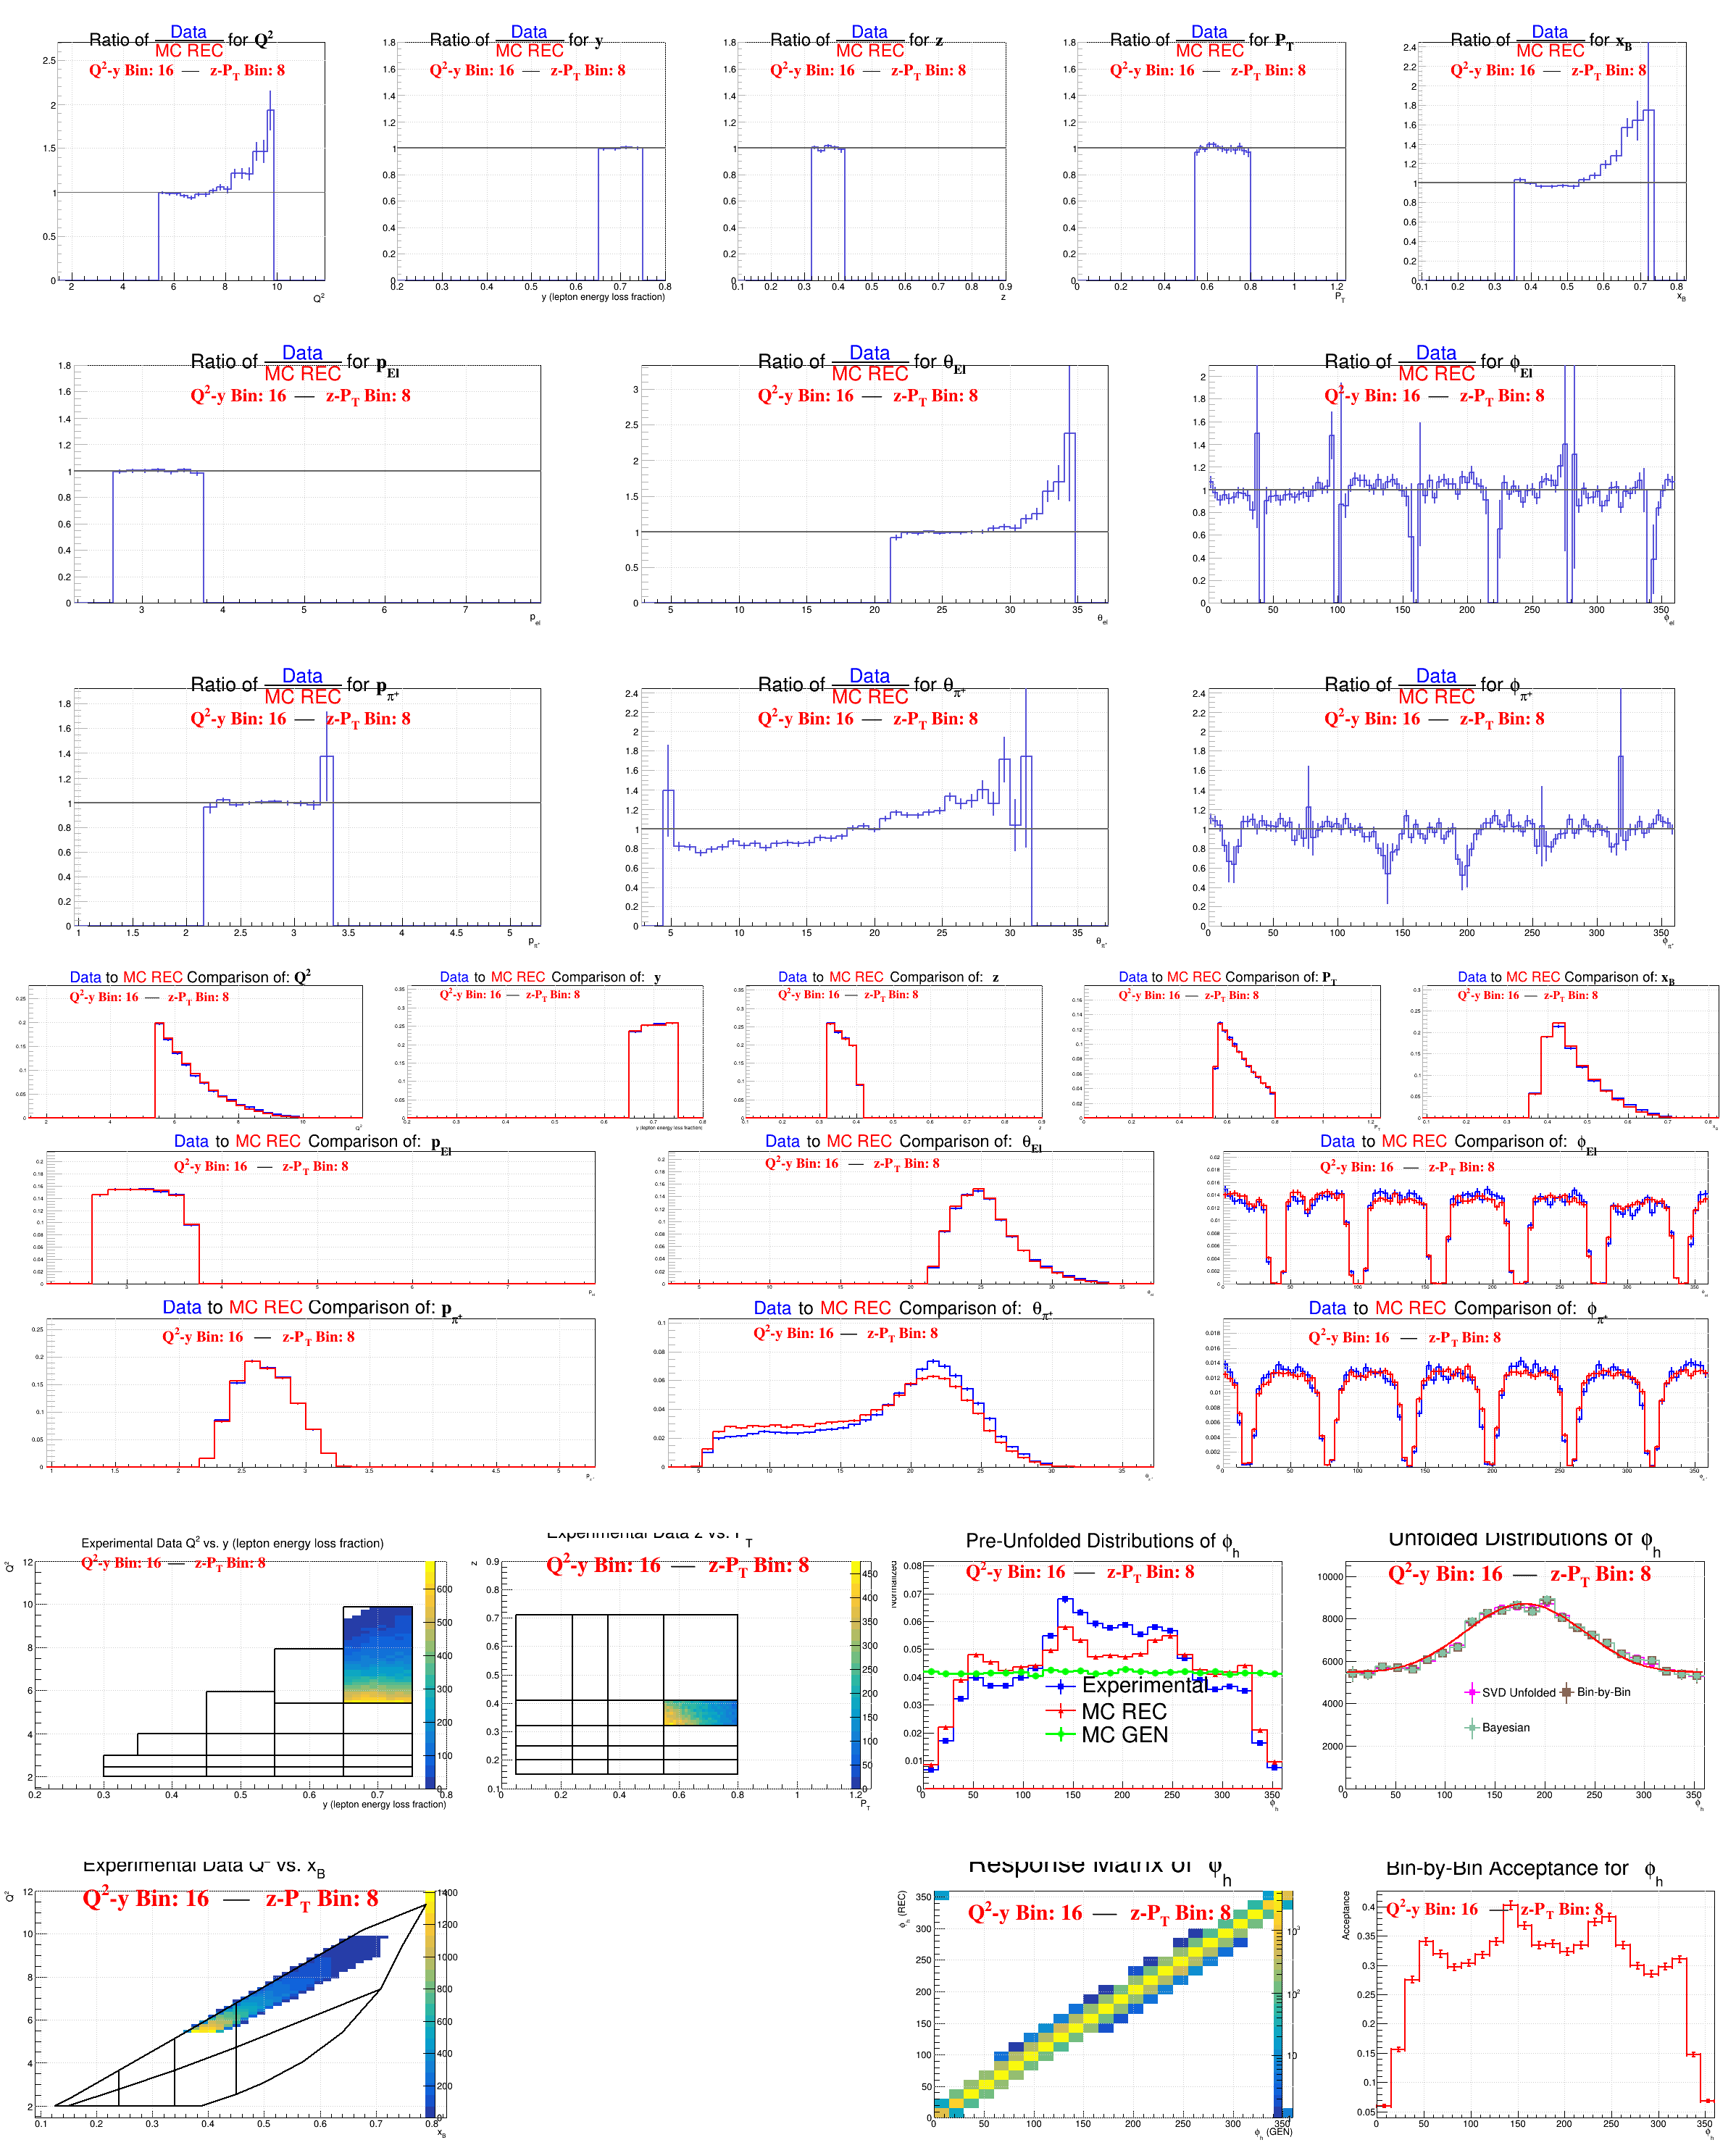 Ratio of Data/MC REC for Q²
Q²-y Bin: 16 — z-P_T Bin: 8
Ratio of Data/MC REC for y
Q²-y Bin: 16 — z-P_T Bin: 8
Ratio of Data/MC REC for z
Q²-y Bin: 16 — z-P_T Bin: 8
Ratio of Data/MC REC for P_T
Q²-y Bin: 16 — z-P_T Bin: 8
Ratio of Data/MC REC for x_B
Q²-y Bin: 16 — z-P_T Bin: 8
Q²
y (lepton energy loss fraction)
z
P_T
x_B
Ratio of Data/MC REC for p_El
Q²-y Bin: 16 — z-P_T Bin: 8
Ratio of Data/MC REC for θ_El
Q²-y Bin: 16 — z-P_T Bin: 8
Ratio of Data/MC REC for ϕ_El
Q²-y Bin: 16 — z-P_T Bin: 8
p_el
θ_el
ϕ_el
Ratio of Data/MC REC for p_π⁺
Q²-y Bin: 16 — z-P_T Bin: 8
Ratio of Data/MC REC for θ_π⁺
Q²-y Bin: 16 — z-P_T Bin: 8
Ratio of Data/MC REC for ϕ_π⁺
Q²-y Bin: 16 — z-P_T Bin: 8
p_π⁺
θ_π⁺
ϕ_π⁺
Data to MC REC Comparison of: Q²
Q²-y Bin: 16 — z-P_T Bin: 8
Data to MC REC Comparison of: y
Q²-y Bin: 16 — z-P_T Bin: 8
Data to MC REC Comparison of: z
Q²-y Bin: 16 — z-P_T Bin: 8
Data to MC REC Comparison of: P_T
Q²-y Bin: 16 — z-P_T Bin: 8
Data to MC REC Comparison of: x_B
Q²-y Bin: 16 — z-P_T Bin: 8
y (lepton energy loss fraction)
Data to MC REC Comparison of: p_El
Q²-y Bin: 16 — z-P_T Bin: 8
Data to MC REC Comparison of: θ_El
Q²-y Bin: 16 — z-P_T Bin: 8
Data to MC REC Comparison of: ϕ_El
Q²-y Bin: 16 — z-P_T Bin: 8
Data to MC REC Comparison of: p_π⁺
Q²-y Bin: 16 — z-P_T Bin: 8
Data to MC REC Comparison of: θ_π⁺
Q²-y Bin: 16 — z-P_T Bin: 8
Data to MC REC Comparison of: ϕ_π⁺
Q²-y Bin: 16 — z-P_T Bin: 8
Experimental Data Q² vs. y (lepton energy loss fraction)
Q²-y Bin: 16 — z-P_T Bin: 8
Q²
y (lepton energy loss fraction)
Experimental Data z vs. P_T
Q²-y Bin: 16 — z-P_T Bin: 8
z
P_T
Pre-Unfolded Distributions of ϕ_h
Q²-y Bin: 16 — z-P_T Bin: 8
Experimental
MC REC
MC GEN
ϕ_h
Unfolded Distributions of ϕ_h
Q²-y Bin: 16 — z-P_T Bin: 8
SVD Unfolded
Bin-by-Bin
Bayesian
ϕ_h
Experimental Data Q² vs. x_B
Q²-y Bin: 16 — z-P_T Bin: 8
Q²
x_B
Response Matrix of ϕ_h
Q²-y Bin: 16 — z-P_T Bin: 8
ϕ_h (REC)
ϕ_h (GEN)
Bin-by-Bin Acceptance for ϕ_h
Q²-y Bin: 16 — z-P_T Bin: 8
Acceptance
ϕ_h